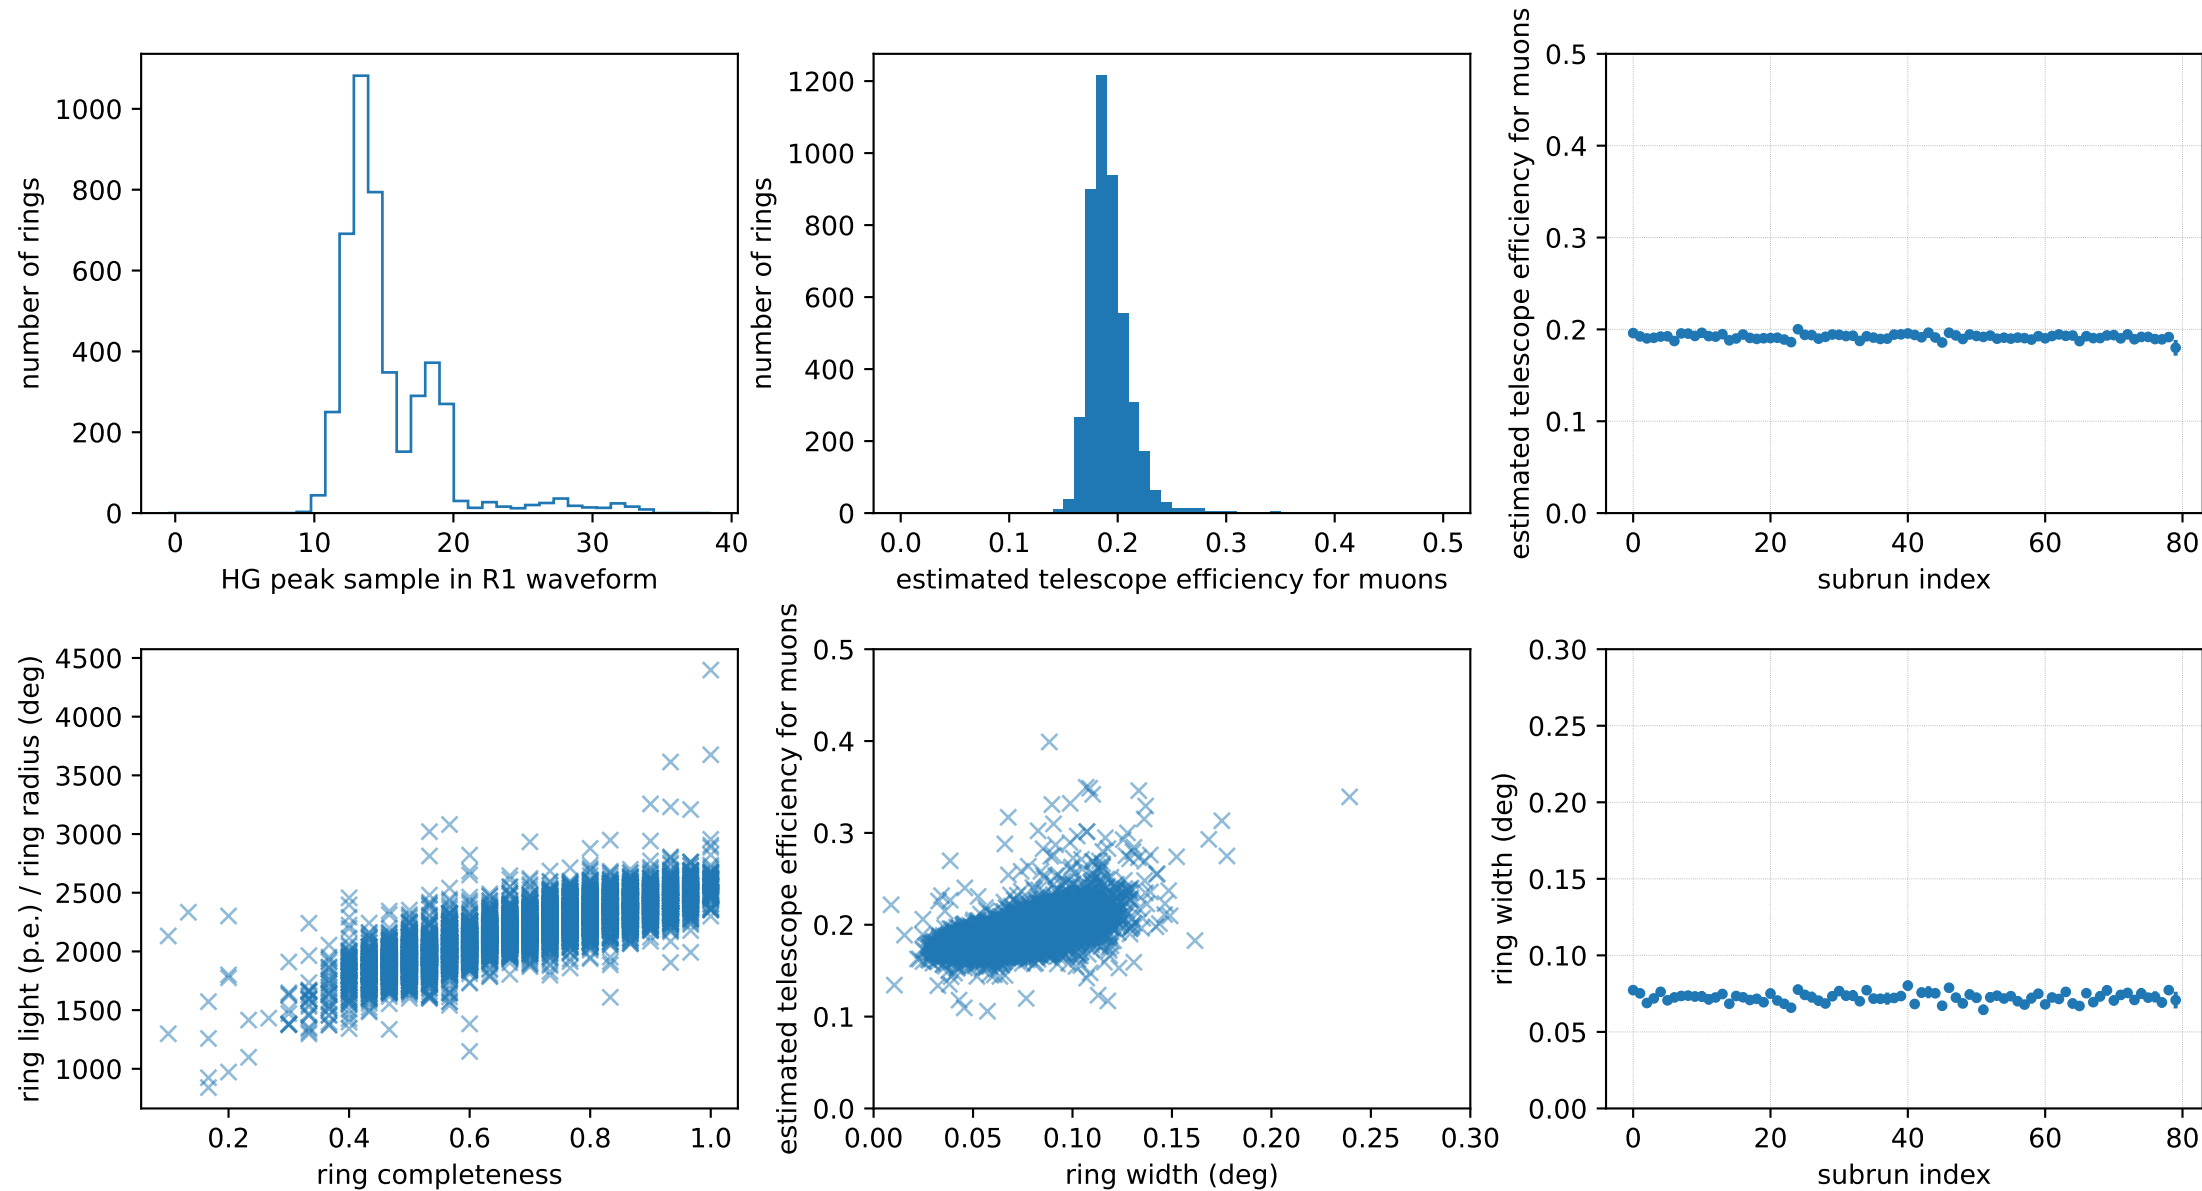 number of rings
1000
800
600
400
200
0
0 10 20 30 40
HG peak sample in R1 waveform
number of rings
1200
1000
800
600
400
200
0
0.0 0.1 0.2 0.3 0.4 0.5
estimated telescope efficiency for muons
estimated telescope efficiency for muons
0.5
0.4
0.3
0.2
0.1
0.0
0 20 40 60 80
subrun index
ring light (p.e.) / ring radius (deg)
4500
4000
3500
3000
2500
2000
1500
1000
0.2 0.4 0.6 0.8 1.0
ring completeness
estimated telescope efficiency for muons
0.5
0.4
0.3
0.2
0.1
0.0
0.00 0.05 0.10 0.15 0.20 0.25 0.30
ring width (deg)
ring width (deg)
0.30
0.25
0.20
0.15
0.10
0.05
0.00
0 20 40 60 80
subrun index